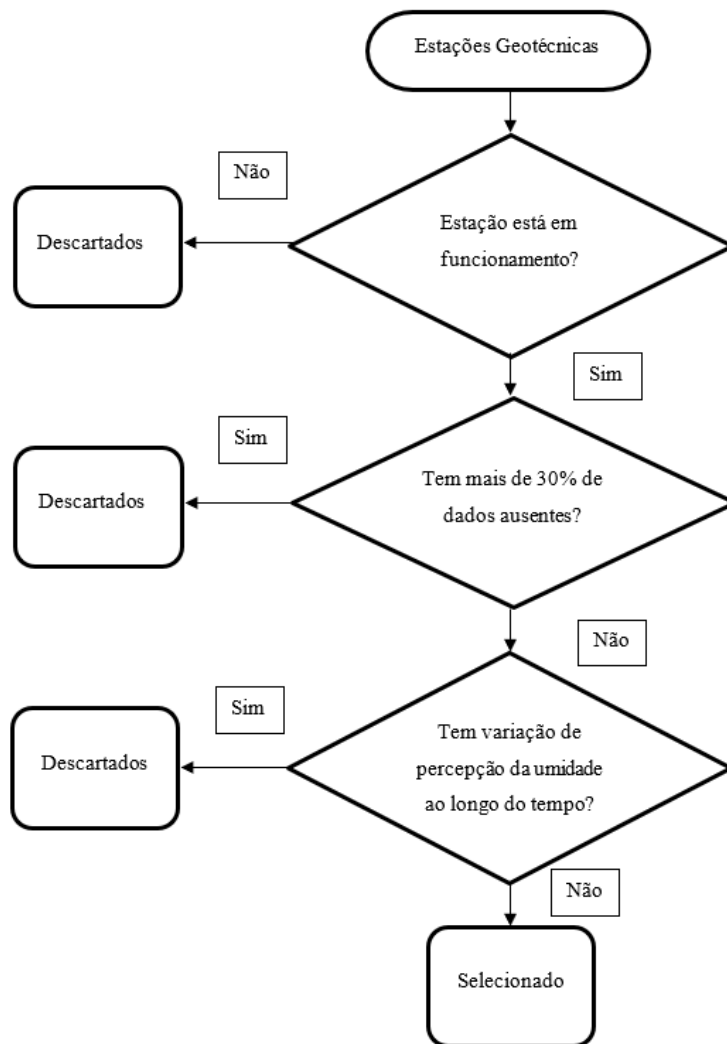 Estações Geotécnicas
Não
Descartados
Estação está em
funcionamento?
Sim
Sim
Descartados
Tem mais de 30% de
dados ausentes?
Não
Sim
Descartados
Tem variação de
percepção da umidade
ao longo do tempo?
Não
Selecionado